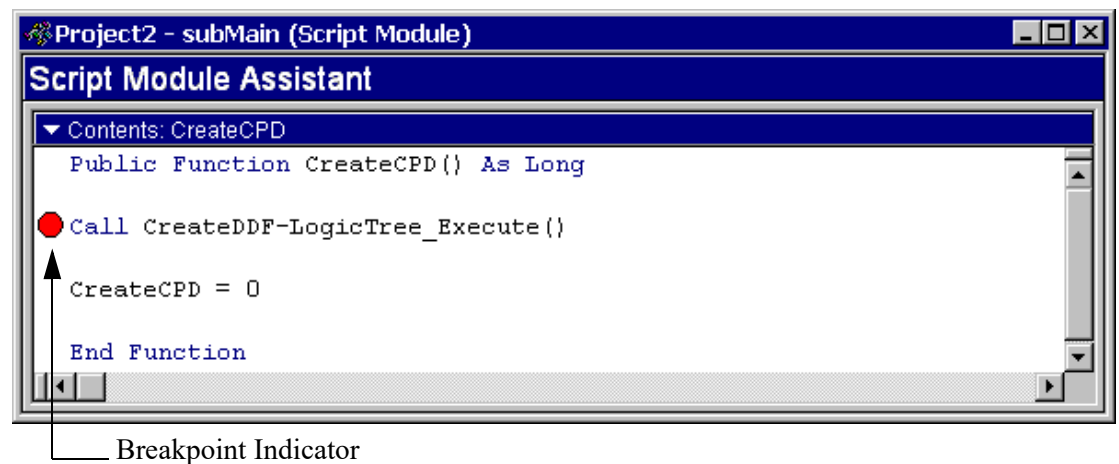 Project2 - subMain (Script Module)
Script Module Assistant
Contents: CreateCPD
Public Function CreateCPD() As Long
Call CreateDDF-LogicTree_Execute()
CreateCPD = 0
End Function
Breakpoint Indicator